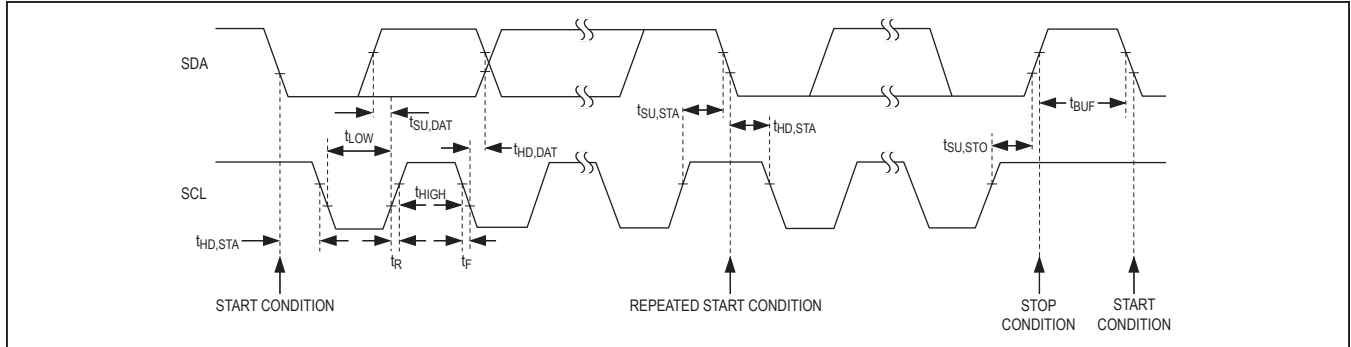 SDA
tSU,DAT
tLOW
tHD,DAT
tSU,STA
tHD,STA
tBUF
tSU,STO
SCL
tHIGH
tHD,STA
tR
tF
START CONDITION
REPEATED START CONDITION
STOP
CONDITION
START
CONDITION